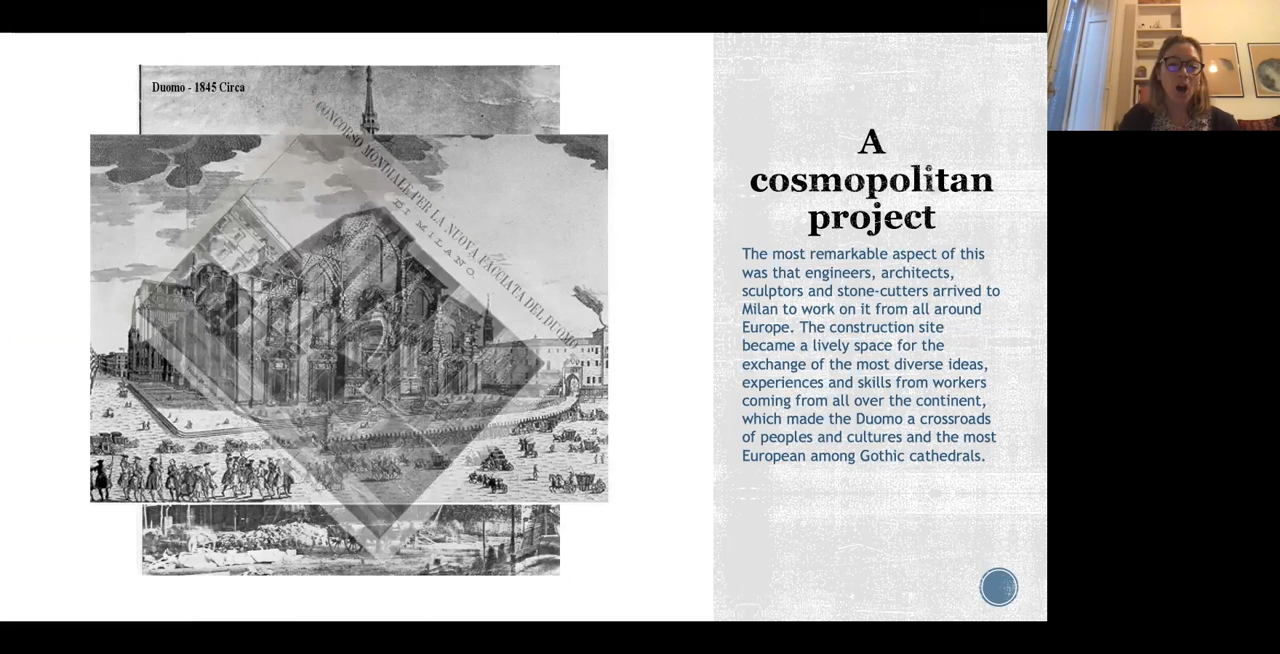 Duomo - 1845 Circa
CONCORSO MONDIALE PER LA NUOVA FACCIATA DEL DUOMO
DI MILANO.
A
cosmopolitan
project
The most remarkable aspect of this
was that engineers, architects,
sculptors and stone-cutters arrived to
Milan to work on it from all around
Europe. The construction site
became a lively space for the
exchange of the most diverse ideas,
experiences and skills from workers
coming from all over the continent,
which made the Duomo a crossroads
of peoples and cultures and the most
European among Gothic cathedrals.